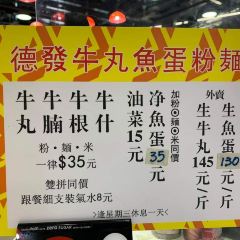 德發牛丸魚蛋粉麵
牛丸
牛腩
牛根
牛什
粉·麵·米
一律$35元
雙拼同價
跟餐細支裝氣水8元
油菜15元
净魚蛋35元
加粉·麵·米同價
外賣
生牛丸145元/斤
130元/斤
>逢星期三休息一天~
ZERO SUGAR